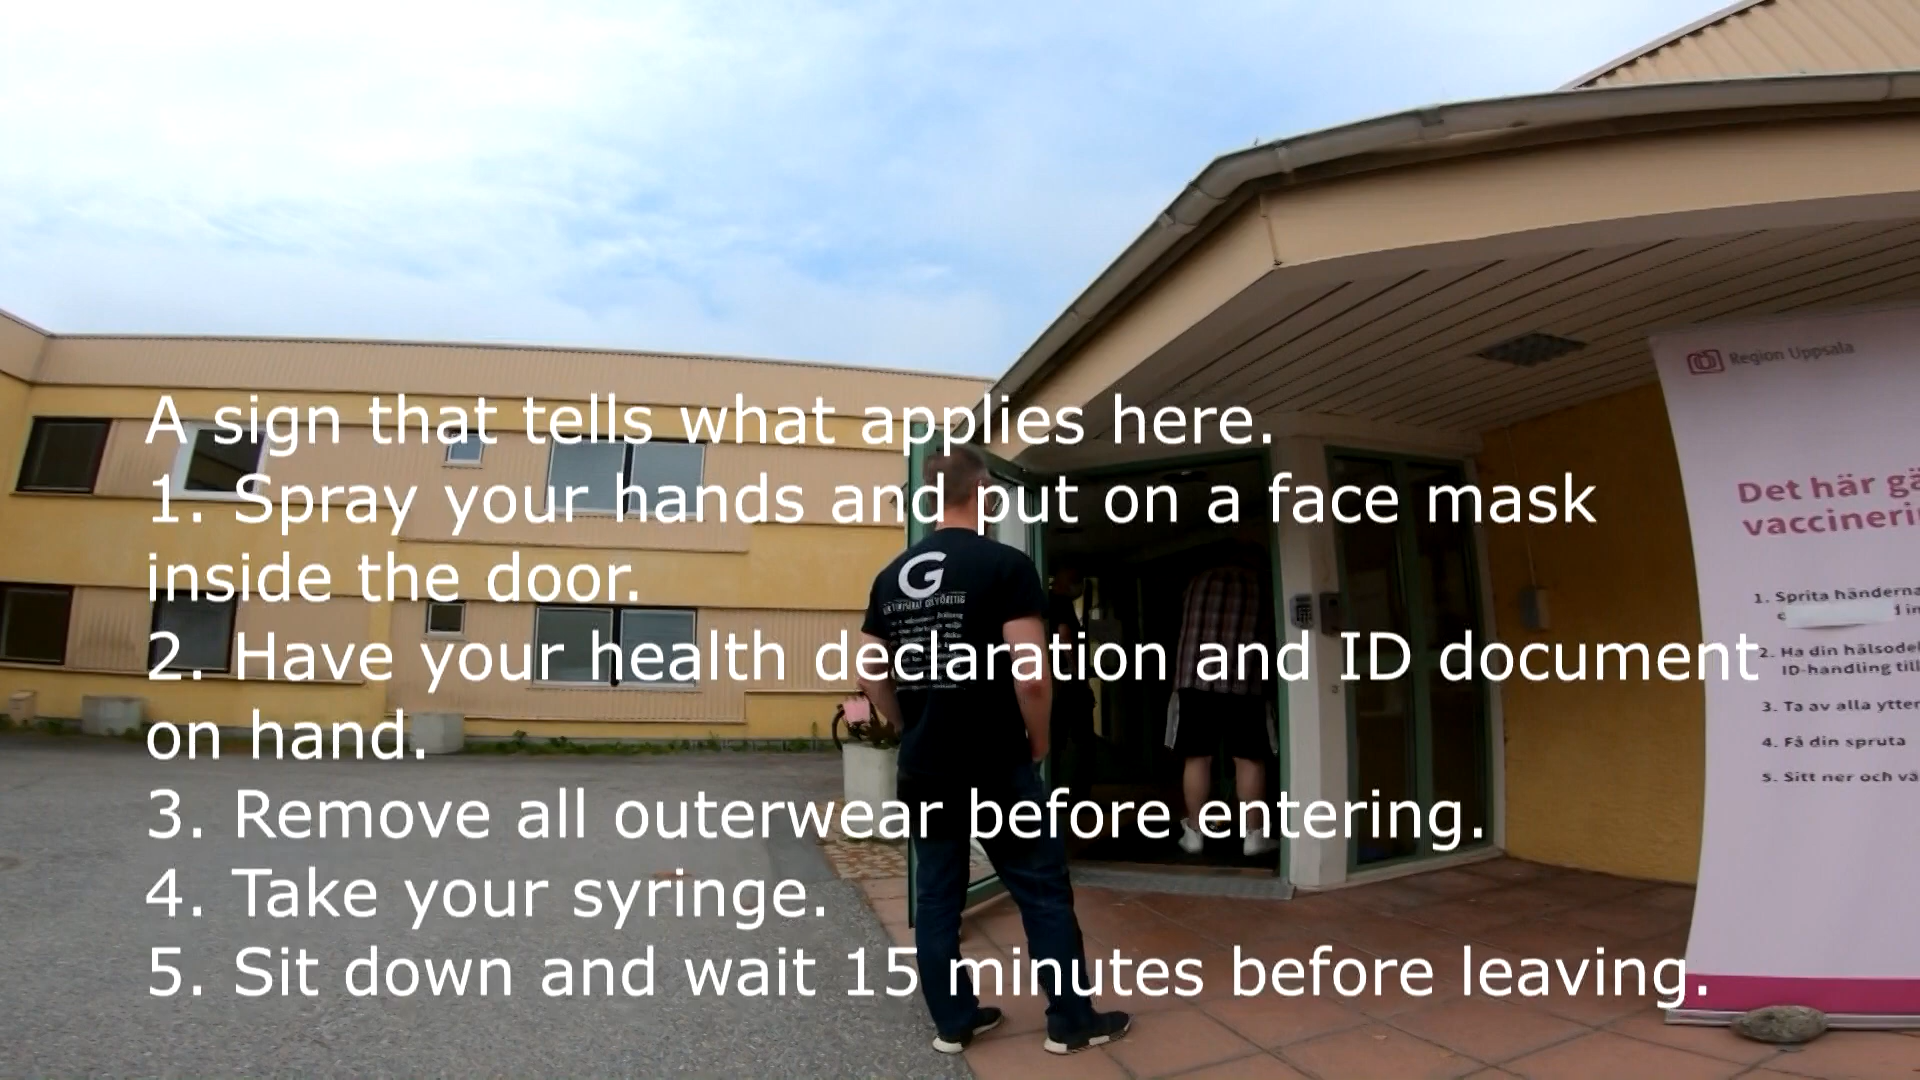 A sign that tells what applies here.
1. Spray your hands and put on a face mask
inside the door.
2. Have your health declaration and ID document
on hand.
3. Remove all outerwear before entering.
4. Take your syringe.
5. Sit down and wait 15 minutes before leaving.
G
Region Uppsala
Det här gä
vaccineri
1. Sprita händerna
2. Ha din hälsodel
ID-handling till
3. Ta av alla ytter
4. Få din spruta
5. Sitt ner och vä